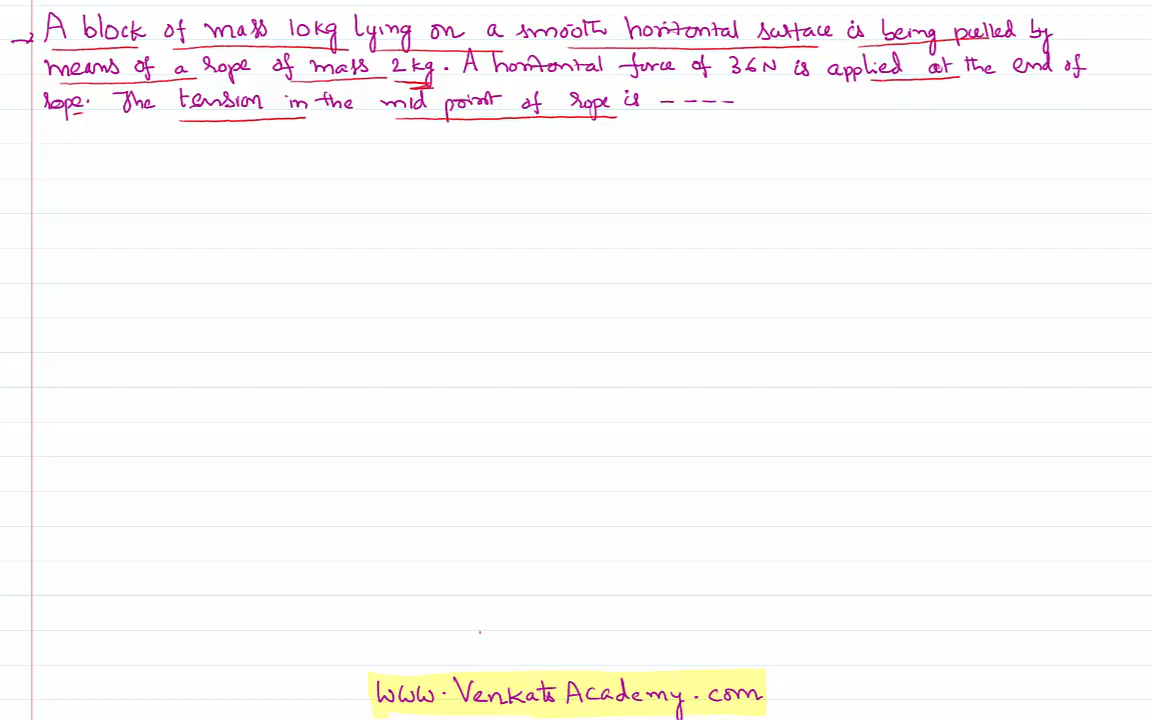 → A block of mass 10kg lying on a smooth horizontal surface is being pulled by
means of a rope of mass 2kg. A horizontal force of 36N is applied at the end of
rope. The tension in the mid point of rope is ----
www.VenkatsAcademy.com